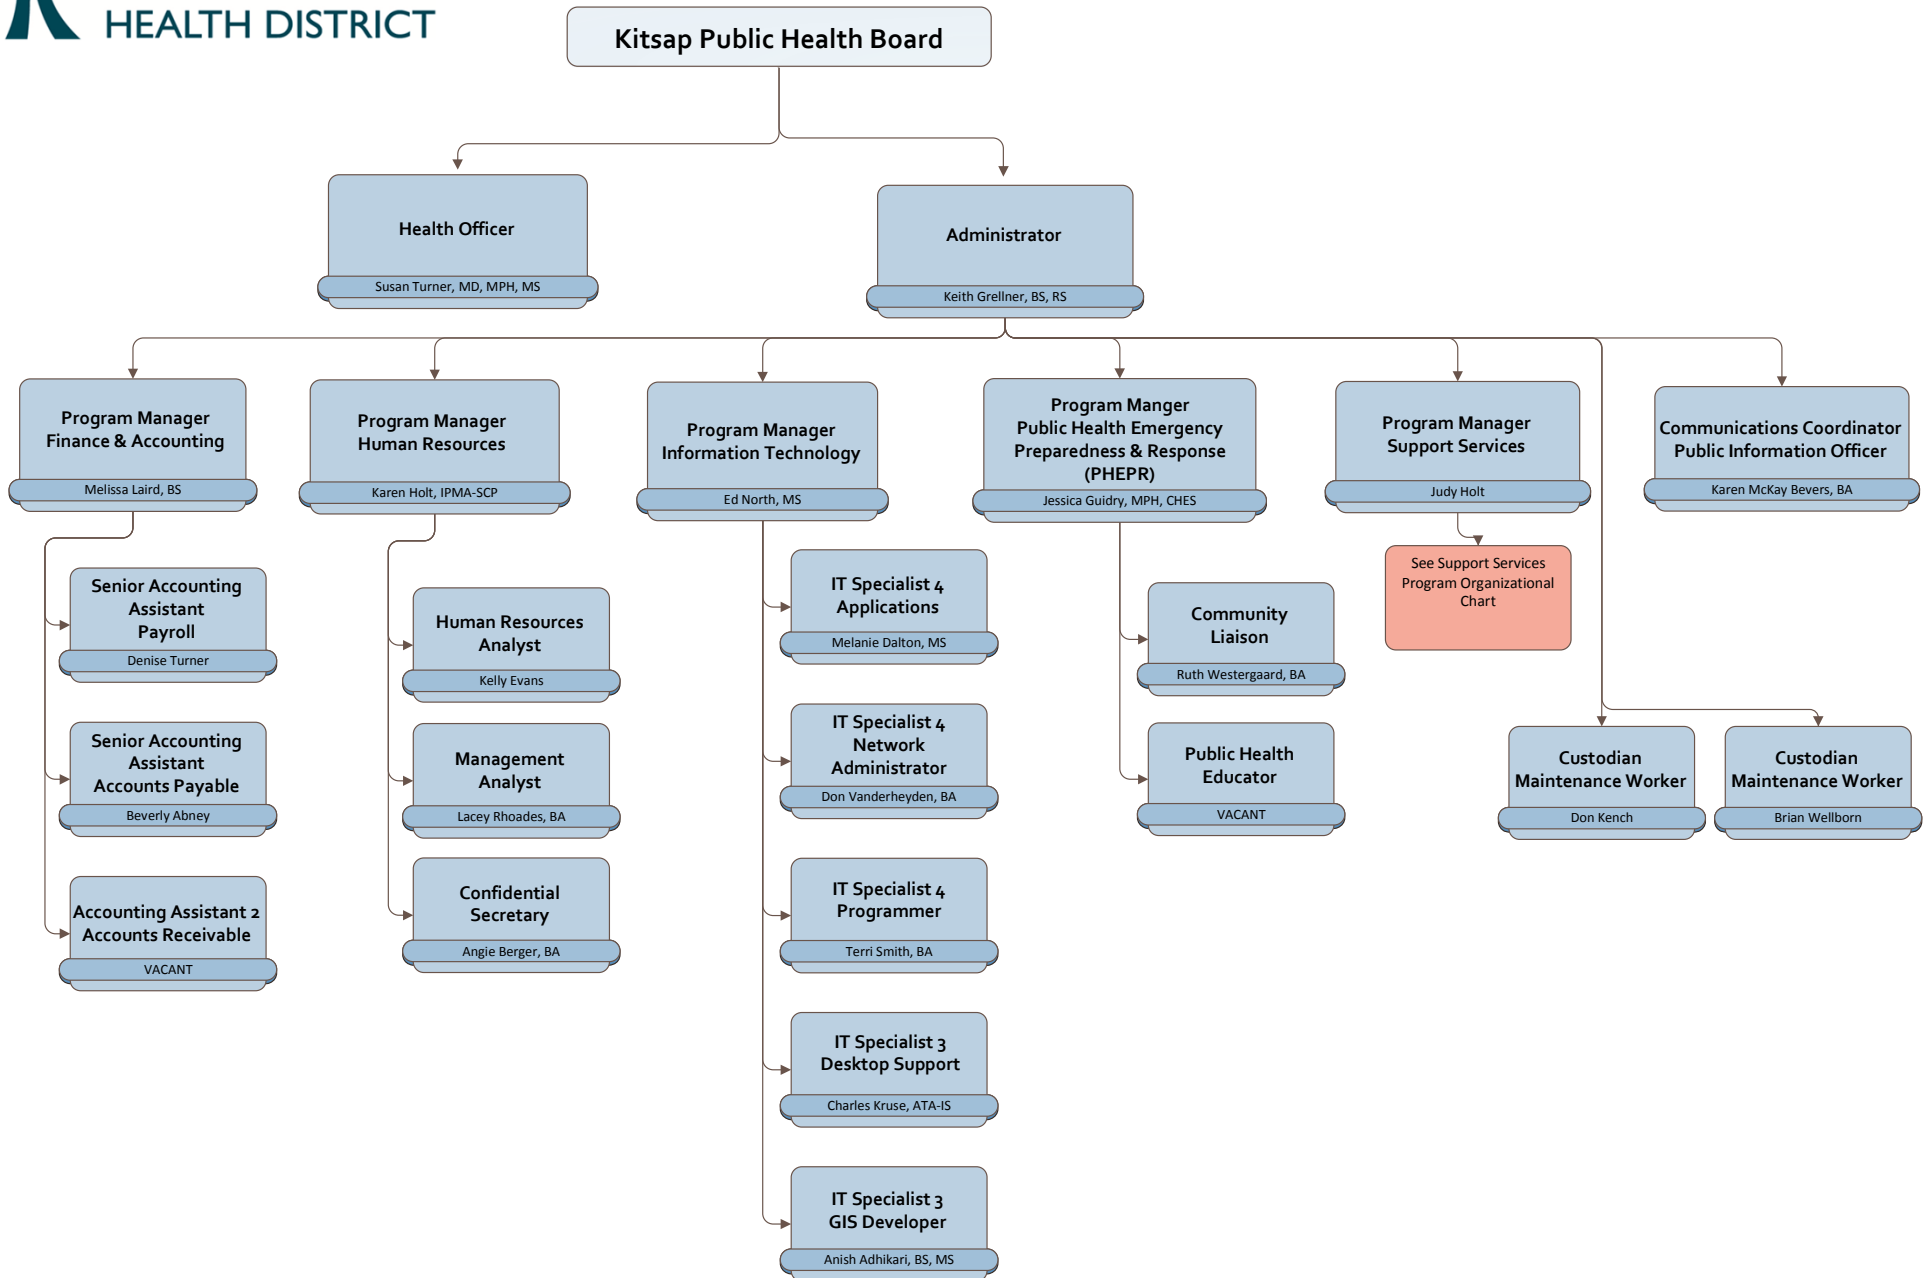 HEALTH DISTRICT
Kitsap Public Health Board
Health Officer
Susan Turner, MD, MPH, MS
Administrator
Keith Grellner, BS, RS
Program Manager
Finance & Accounting
Melissa Laird, BS
Program Manager
Human Resources
Karen Holt, IPMA-SCP
Program Manager
Information Technology
Ed North, MS
Program Manger
Public Health Emergency
Preparedness & Response
(PHEPR)
Jessica Guidry, MPH, CHES
Program Manager
Support Services
Judy Holt
Communications Coordinator
Public Information Officer
Karen McKay Bevers, BA
Senior Accounting
Assistant
Payroll
Denise Turner
Senior Accounting
Assistant
Accounts Payable
Beverly Abney
Accounting Assistant 2
Accounts Receivable
VACANT
Human Resources
Analyst
Kelly Evans
Management
Analyst
Lacey Rhoades, BA
Confidential
Secretary
Angie Berger, BA
IT Specialist 4
Applications
Melanie Dalton, MS
IT Specialist 4
Network
Administrator
Don Vanderheyden, BA
IT Specialist 4
Programmer
Terri Smith, BA
IT Specialist 3
Desktop Support
Charles Kruse, ATA-IS
IT Specialist 3
GIS Developer
Anish Adhikari, BS, MS
Community
Liaison
Ruth Westergaard, BA
Public Health
Educator
VACANT
See Support Services
Program Organizational
Chart
Custodian
Maintenance Worker
Don Kench
Custodian
Maintenance Worker
Brian Wellborn